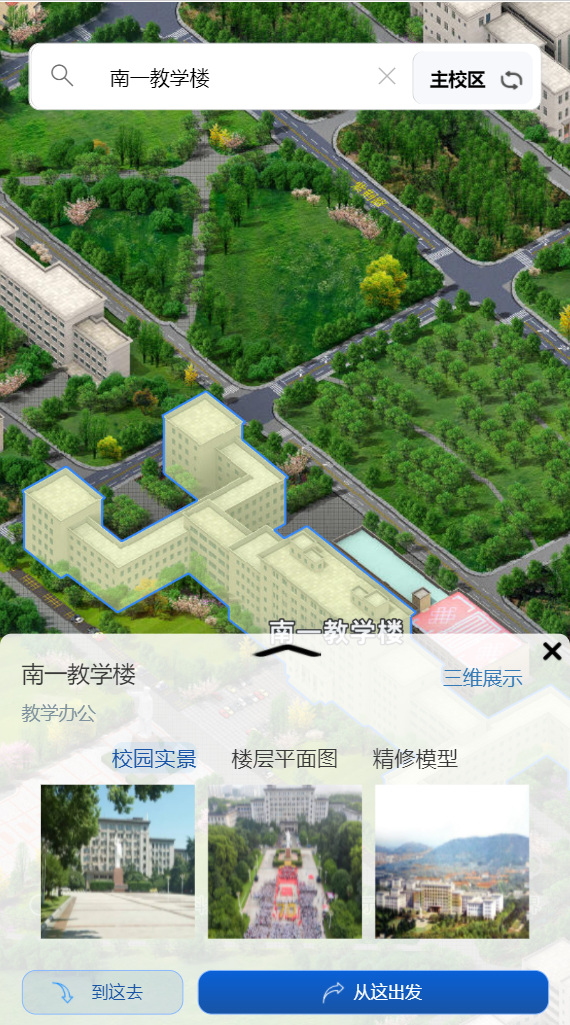 南一教学楼
主校区
南一教学楼
南一教学楼
三维展示
教学办公
校园实景
楼层平面图
精修模型
到这去
从这出发